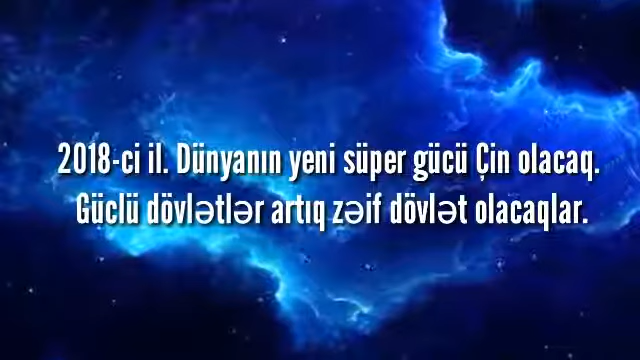 2018-ci il. Dünyanın yeni süper gücü Çin olacaq.
Güclü dövlətlər artıq zəif dövlət olacaqlar.